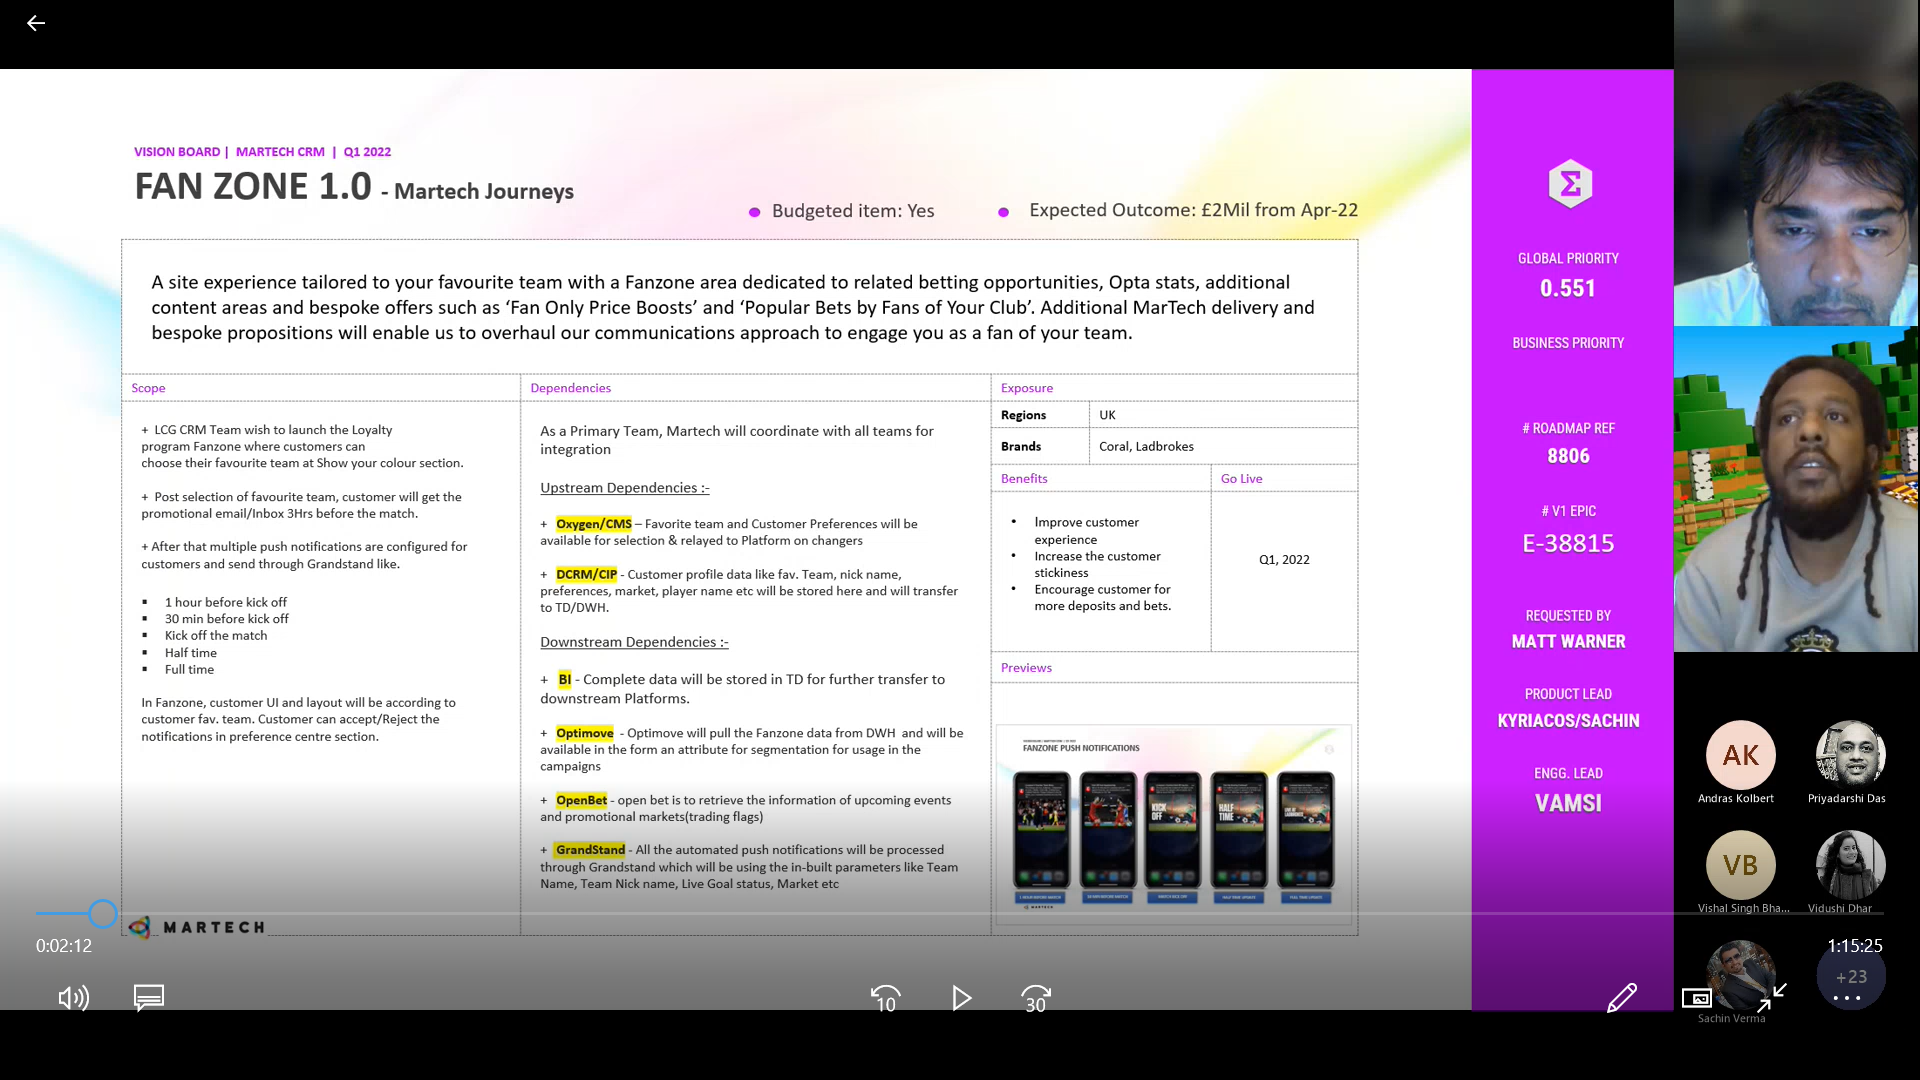 VISION BOARD | MARTECH CRM | Q1 2022
FAN ZONE 1.0 - Martech Journeys
Budgeted item: Yes
Expected Outcome: £2Mil from Apr-22
A site experience tailored to your favourite team with a Fanzone area dedicated to related betting opportunities, Opta stats, additional
content areas and bespoke offers such as ‘Fan Only Price Boosts’ and ‘Popular Bets by Fans of Your Club’. Additional MarTech delivery and
bespoke propositions will enable us to overhaul our communications approach to engage you as a fan of your team.
Scope
+ LCG CRM Team wish to launch the Loyalty
program Fanzone where customers can
choose their favourite team at Show your colour section.
+ Post selection of favourite team, customer will get the
promotional email/Inbox 3Hrs before the match.
+ After that multiple push notifications are configured for
customers and send through Grandstand like.
▪ 1 hour before kick off
▪ 30 min before kick off
▪ Kick off the match
▪ Half time
▪ Full time
In Fanzone, customer UI and layout will be according to
customer fav. team. Customer can accept/Reject the
notifications in preference centre section.
Dependencies
As a Primary Team, Martech will coordinate with all teams for
integration
Upstream Dependencies :-
+ Oxygen/CMS – Favorite team and Customer Preferences will be
available for selection & relayed to Platform on changers
+ DCRM/CIP - Customer profile data like fav. Team, nick name,
preferences, market, player name etc will be stored here and will transfer
to TD/DWH.
Downstream Dependencies :-
+ BI - Complete data will be stored in TD for further transfer to
downstream Platforms.
+ Optimove - Optimove will pull the Fanzone data from DWH and will be
available in the form an attribute for segmentation for usage in the
campaigns
+ OpenBet - open bet is to retrieve the information of upcoming events
and promotional markets(trading flags)
+ GrandStand - All the automated push notifications will be processed
through Grandstand which will be using the in-built parameters like Team
Name, Team Nick name, Live Goal status, Market etc
Exposure
Regions UK
Brands Coral, Ladbrokes
Benefits
• Improve customer
experience
• Increase the customer
stickiness
• Encourage customer for
more deposits and bets.
Go Live
Q1, 2022
Previews
FANZONE PUSH NOTIFICATIONS
KICK
OFF
HALF
TIME
MARTECH
GLOBAL PRIORITY
0.551
BUSINESS PRIORITY
# ROADMAP REF
8806
# V1 EPIC
E-38815
REQUESTED BY
MATT WARNER
PRODUCT LEAD
KYRIACOS/SACHIN
ENGG. LEAD
VAMSI
AK
Andras Kolbert
Priyadarshi Das
VB
Vishal Singh Bha...
Vidushi Dhar
Sachin Verma
+23
0:02:12
1:15:25
10
30